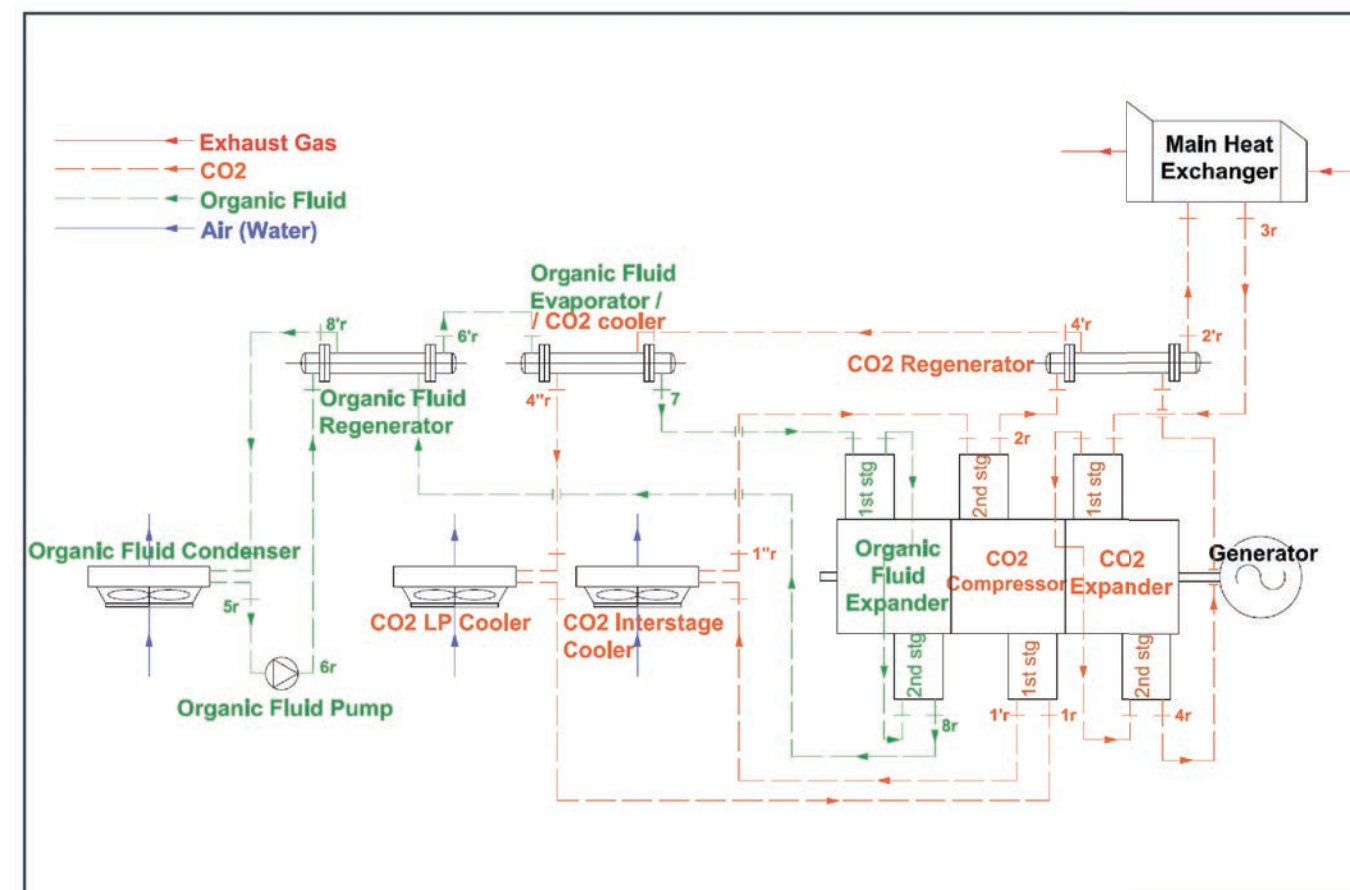 Exhaust Gas
CO2
Organic Fluid
Air (Water)
Main Heat
Exchanger
3r
Organic Fluid
Evaporator /
/ CO2 cooler
8'r
6'r
4'r
2'r
CO2 Regenerator
Organic Fluid
Regenerator
4"r
7
2r
1st stg
2nd stg
1st stg
Organic Fluid Condenser
5r
CO2 LP Cooler
CO2 Interstage
Cooler
1"r
Organic
Fluid
Expander
CO2
Compressor
CO2
Expander
Generator
6r
Organic Fluid Pump
2nd stg
1st stg
2nd stg
8r
1'r
1r
4r